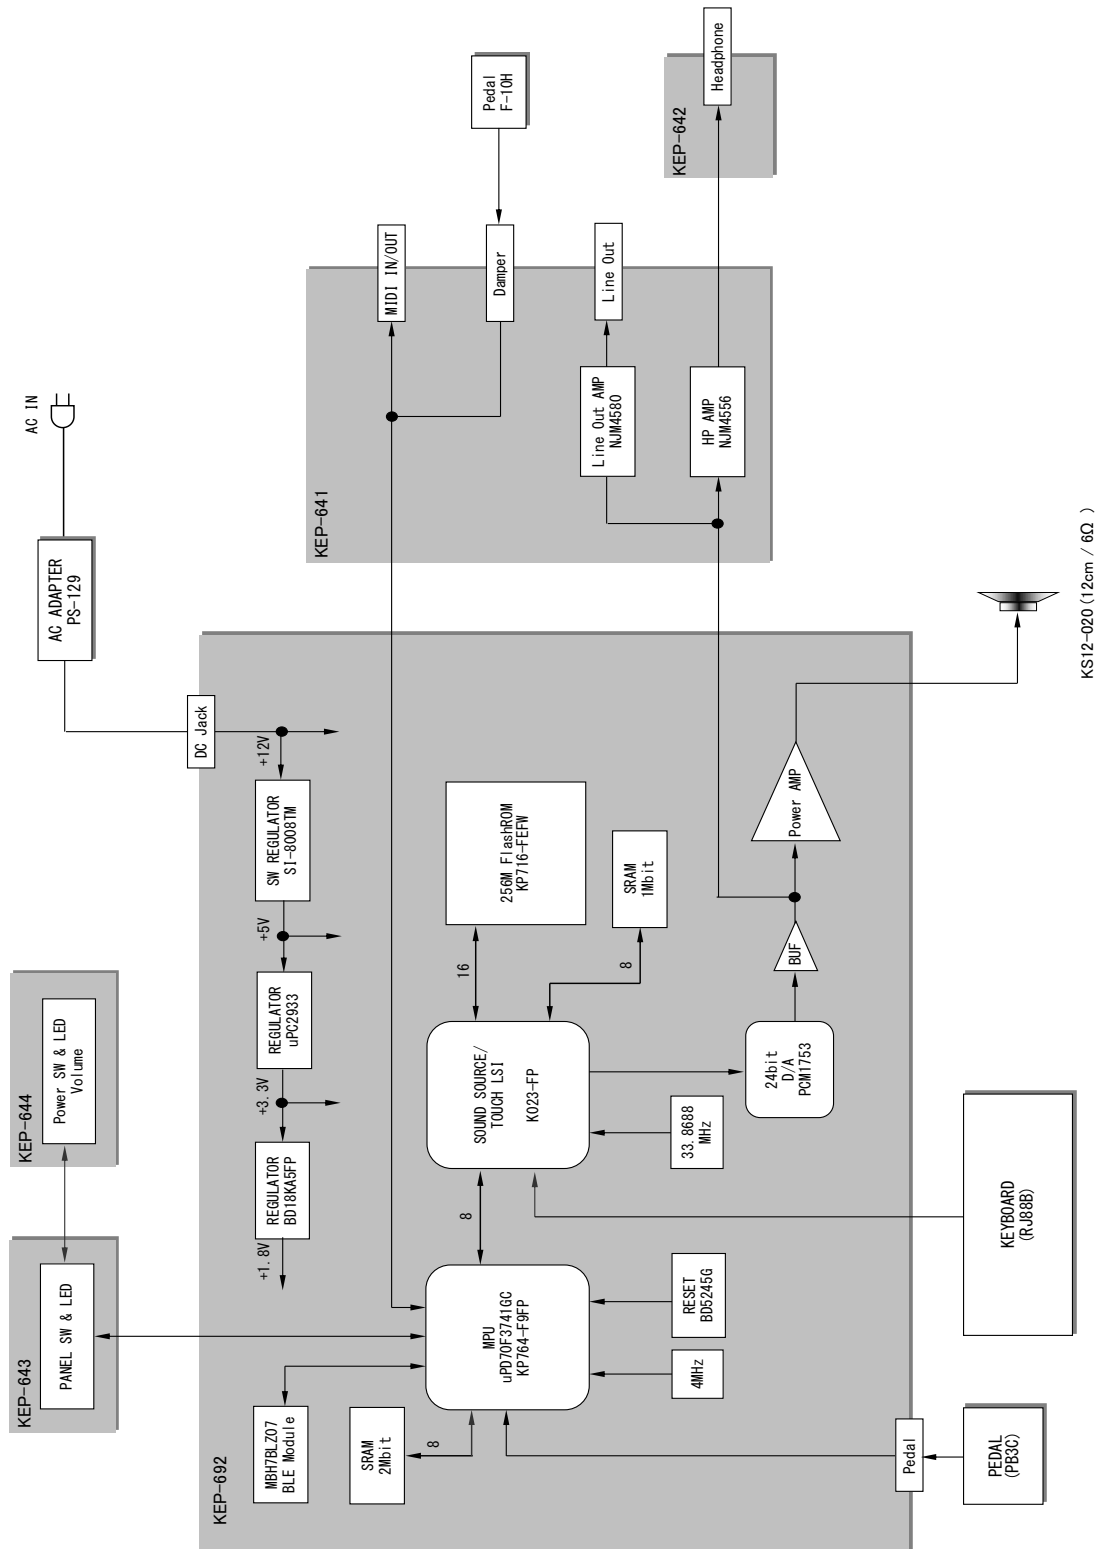 KEP-643
PANEL SW & LED
KEP-644
Power SW & LED
Volume
AC ADAPTER
PS-129
AC IN
KEP-692
MBH7BLZ07
BLE Module
+1.8V
REGULATOR
BD18KA5FP
+3.3V
REGULATOR
uPC2933
+5V
SW REGULATOR
SI-8008TM
+12V
DC Jack
SRAM
2Mbit
8
MPU
uPD70F3741GC
KP764-F9FP
8
SOUND SOURCE/
TOUCH LSI
K023-FP
16
256M FlashROM
KP716-FEFW
8
SRAM
1Mbit
4MHz
RESET
BD5245G
33.8688
MHz
24bit
D/A
PCM1753
BUF
Power AMP
Pedal
PEDAL
(PB3C)
KEYBOARD
(RJ88B)
KS12-020 (12cm / 6Ω )
KEP-641
MIDI IN/OUT
Damper
Pedal
F-10H
Line Out AMP
NJM4580
Line Out
HP AMP
NJM4556
KEP-642
Headphone